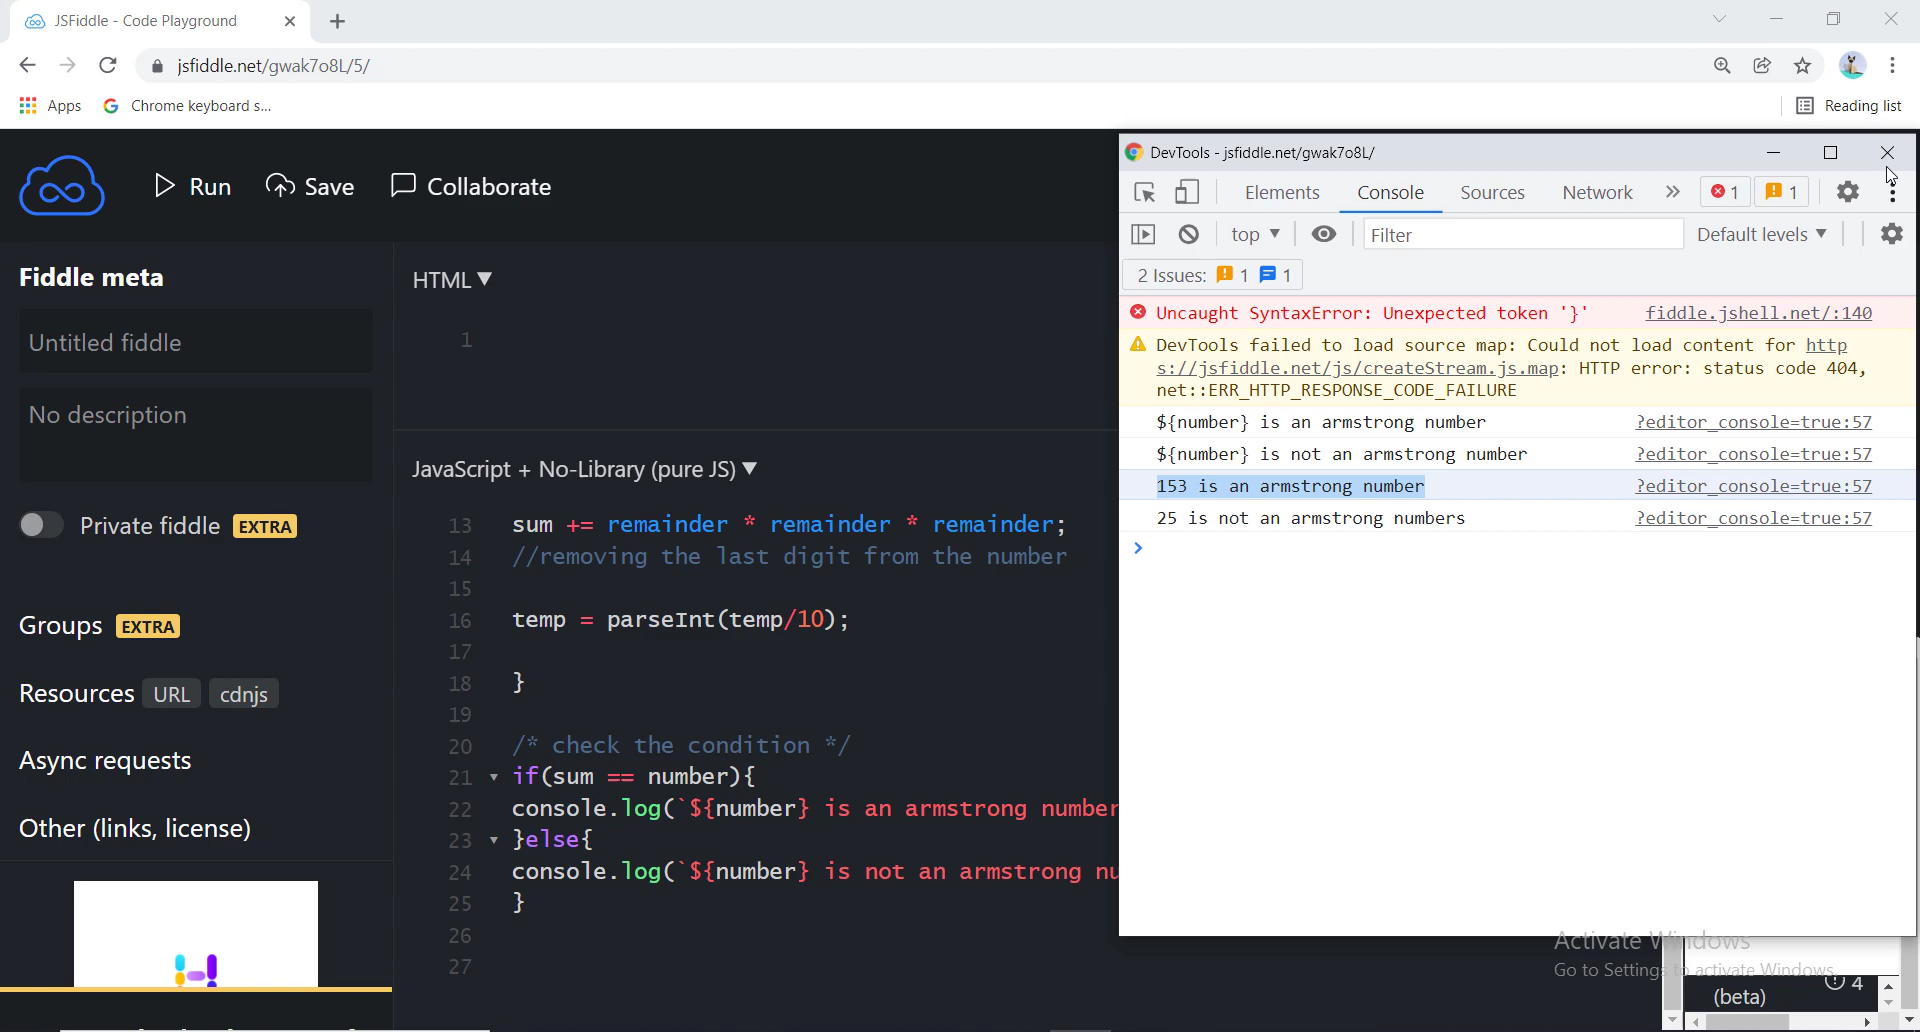 JSFiddle - Code Playground
jsfiddle.net/gwak7o8L/5/
Apps Chrome keyboard s...
Reading list
Run Save Collaborate
Fiddle meta
Untitled fiddle
No description
Private fiddle EXTRA
Groups EXTRA
Resources URL cdnjs
Async requests
Other (links, license)
HTML ▼
1
JavaScript + No-Library (pure JS) ▼
13 sum += remainder * remainder * remainder;
14 //removing the last digit from the number
15
16 temp = parseInt(temp/10);
17
18 }
19
20 /* check the condition */
21 if(sum == number){
22 console.log(`${number} is an armstrong number
23 }else{
24 console.log(`${number} is not an armstrong
25 }
26
27
DevTools - jsfiddle.net/gwak7o8L/
Elements Console Sources Network » 1 1
top ▼ Filter Default levels ▼
2 Issues: 1 1
Uncaught SyntaxError: Unexpected token '}' fiddle.jshell.net/:140
DevTools failed to load source map: Could not load content for http
s://jsfiddle.net/js/createStream.js.map: HTTP error: status code 404,
net::ERR_HTTP_RESPONSE_CODE_FAILURE
${number} is an armstrong number ?editor_console=true:57
${number} is not an armstrong number ?editor_console=true:57
153 is an armstrong number ?editor_console=true:57
25 is not an armstrong numbers ?editor_console=true:57
Activate Windows
Go to Settings to activate Windows.
(beta) 4